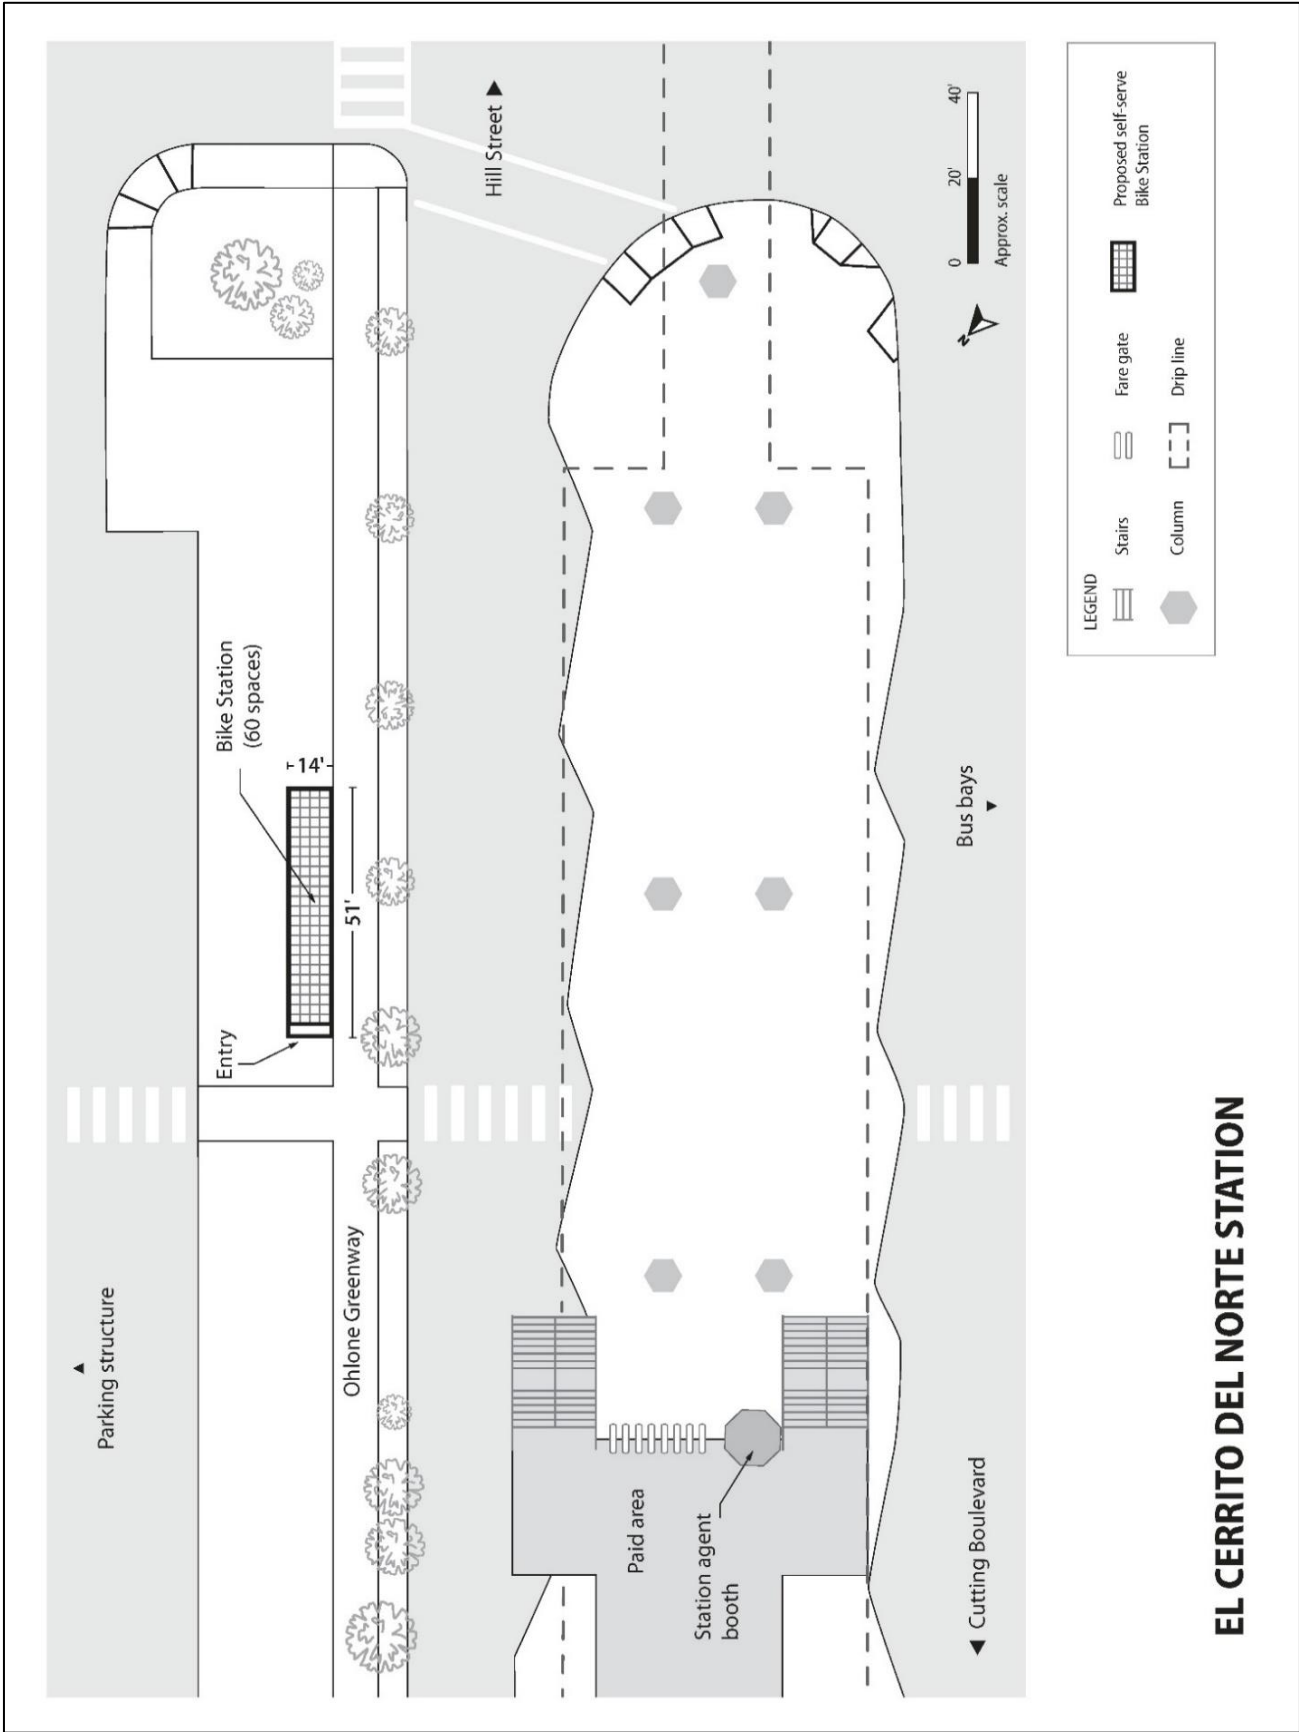 Parking structure
Ohlone Greenway
Entry
Bike Station
(60 spaces)
14'
51'
Hill Street
Paid area
Station agent
booth
Cutting Boulevard
Bus bays
N
0 20' 40'
Approx. scale
LEGEND
Stairs
Fare gate
Proposed self-serve
Bike Station
Column
Drip line
EL CERRITO DEL NORTE STATION